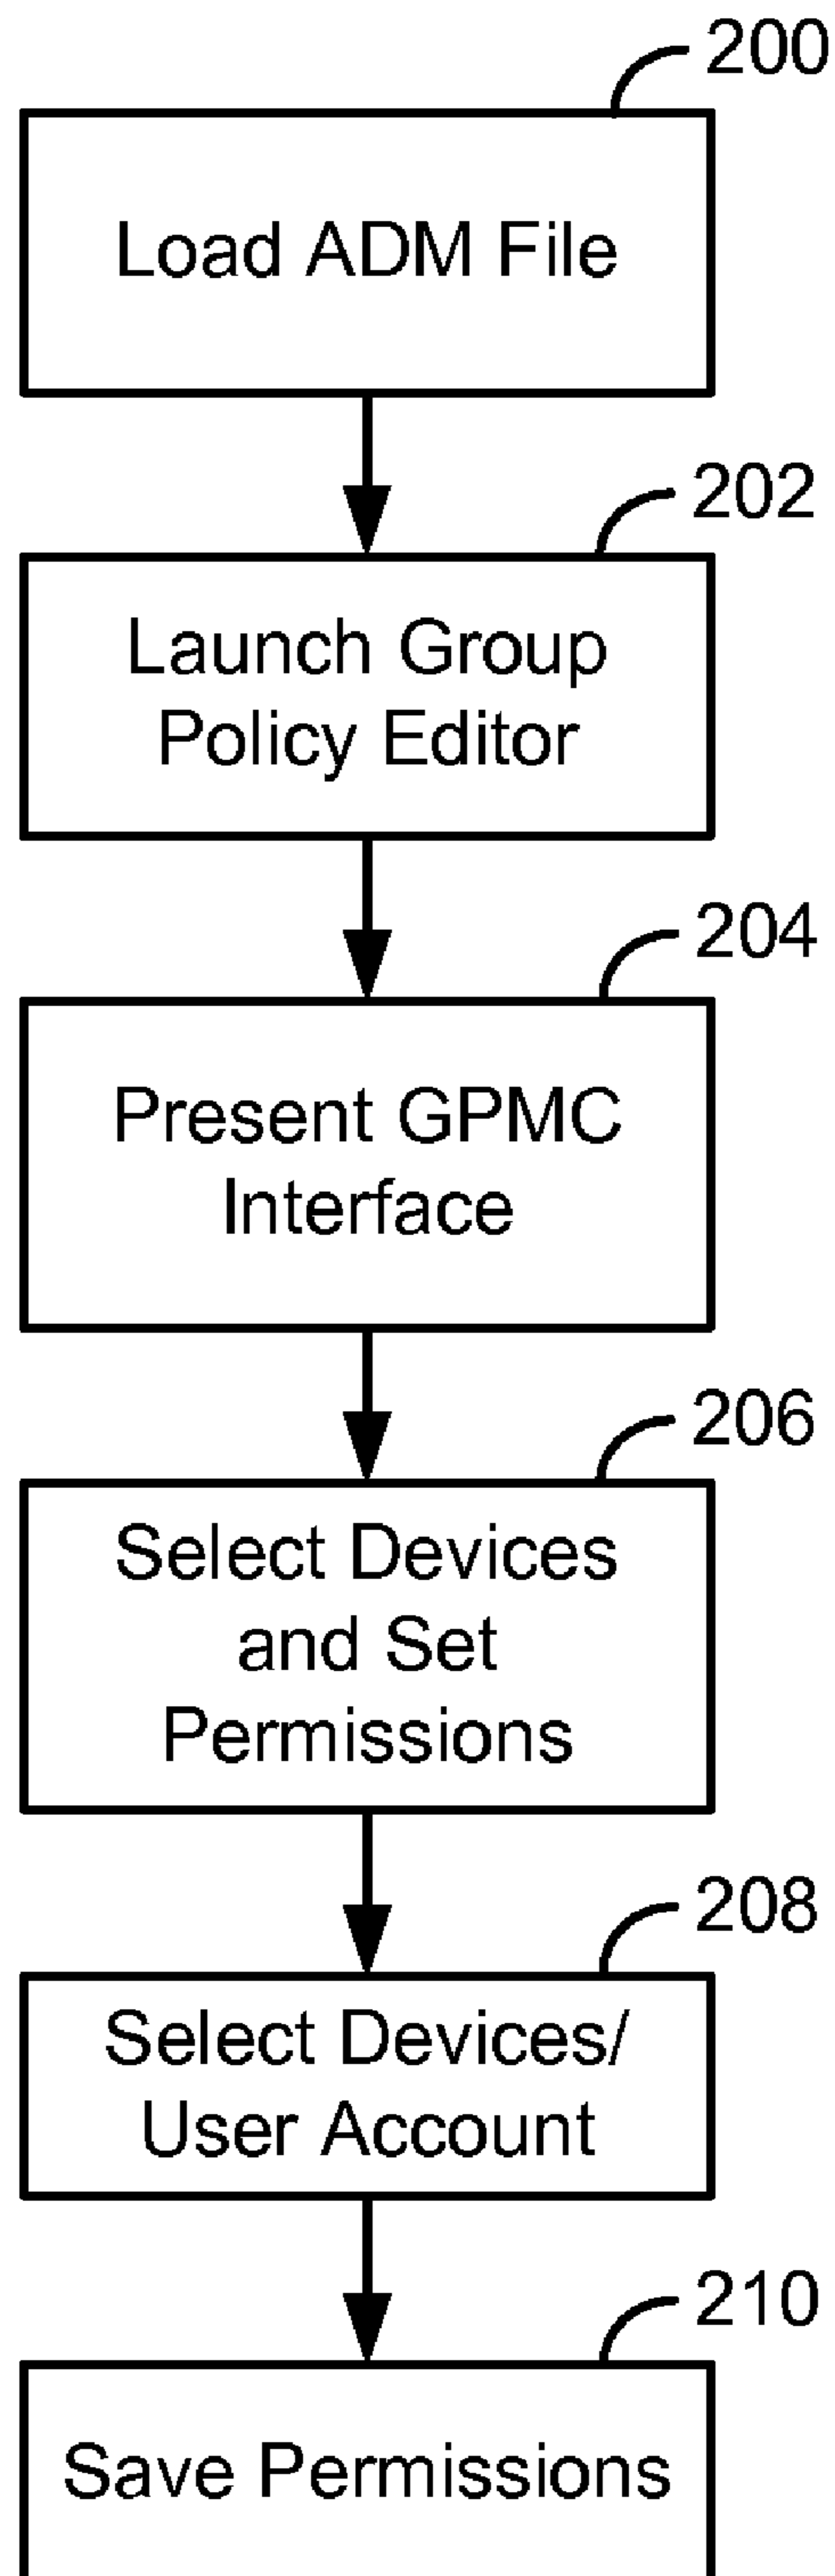 200
Load ADM File
202
Launch Group
Policy Editor
204
Present GPMC
Interface
206
Select Devices
and Set
Permissions
208
Select Devices/
User Account
210
Save Permissions